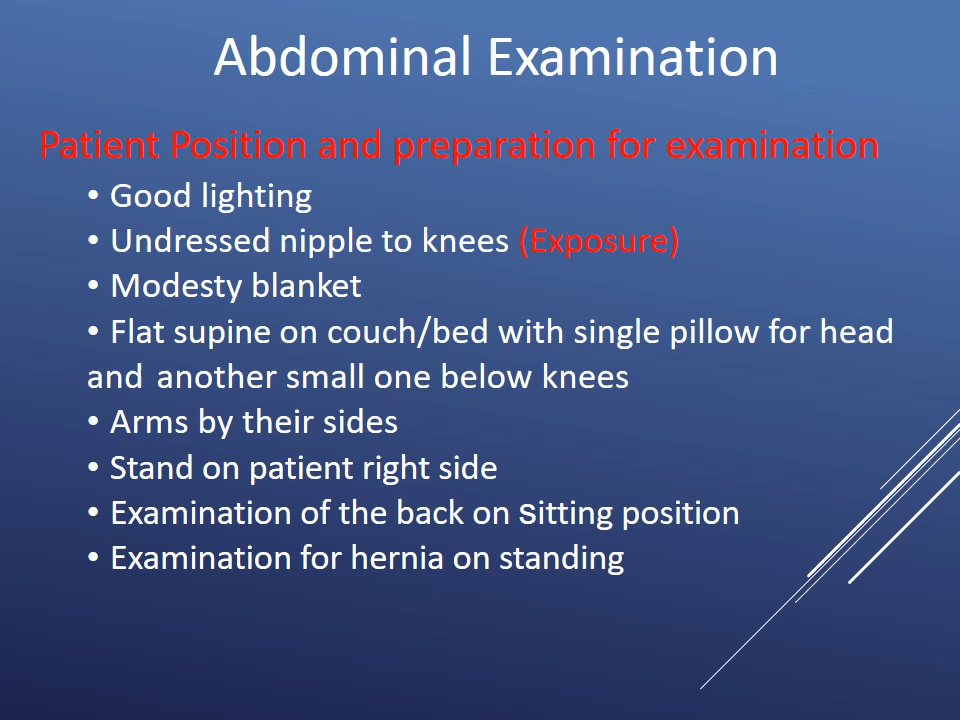 Abdominal Examination
Patient Position and preparation for examination
• Good lighting
• Undressed nipple to knees (Exposure)
• Modesty blanket
• Flat supine on couch/bed with single pillow for head
and another small one below knees
• Arms by their sides
• Stand on patient right side
• Examination of the back on sitting position
• Examination for hernia on standing